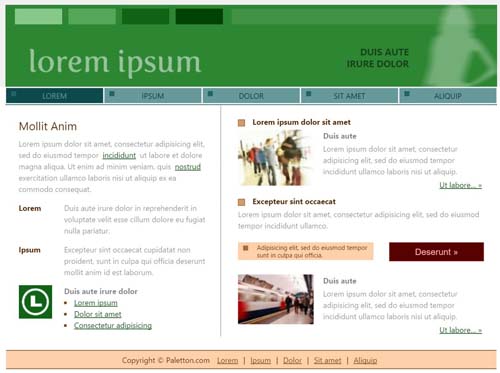 lorem ipsum
DUIS AUTE
IRURE DOLOR
LOREM
IPSUM
DOLOR
SIT AMET
ALIQUIP
Mollit Anim
Lorem ipsum dolor sit amet, consectetur adipisicing elit,
sed do eiusmod tempor incididunt ut labore et dolore
magna aliqua. Ut enim ad minim veniam, quis nostrud
exercitation ullamco laboris nisi ut aliquip ex ea
commodo consequat.
Lorem
Duis aute irure dolor in reprehenderit in
voluptate velit esse cillum dolore eu fugiat
nulla pariatur.
Ipsum
Excepteur sint occaecat cupidatat non
proident, sunt in culpa qui officia deserunt
mollit anim id est laborum.
Duis aute irure dolor
Lorem ipsum
Dolor sit amet
Consectetur adipisicing
Lorem ipsum dolor sit amet
Duis aute
Lorem ipsum dolor sit amet,
consectetur adipisicing elit, sed do
eiusmod tempor incididunt ut labore.
Ut labore... »
Excepteur sint occaecat
Lorem ipsum dolor sit amet, consectetur adipisicing elit, sed do eiusmod
tempor incididunt ullamco.
Adipisicing elit, sed do eiusmod tempor
sunt in culpa qui officia.
Deserunt »
Duis aute
Lorem ipsum dolor sit amet,
consectetur adipisicing elit, sed do
eiusmod tempor incididunt ut labore.
Ut labore... »
Copyright © Paletton.com Lorem | Ipsum | Dolor | Sit amet | Aliquip